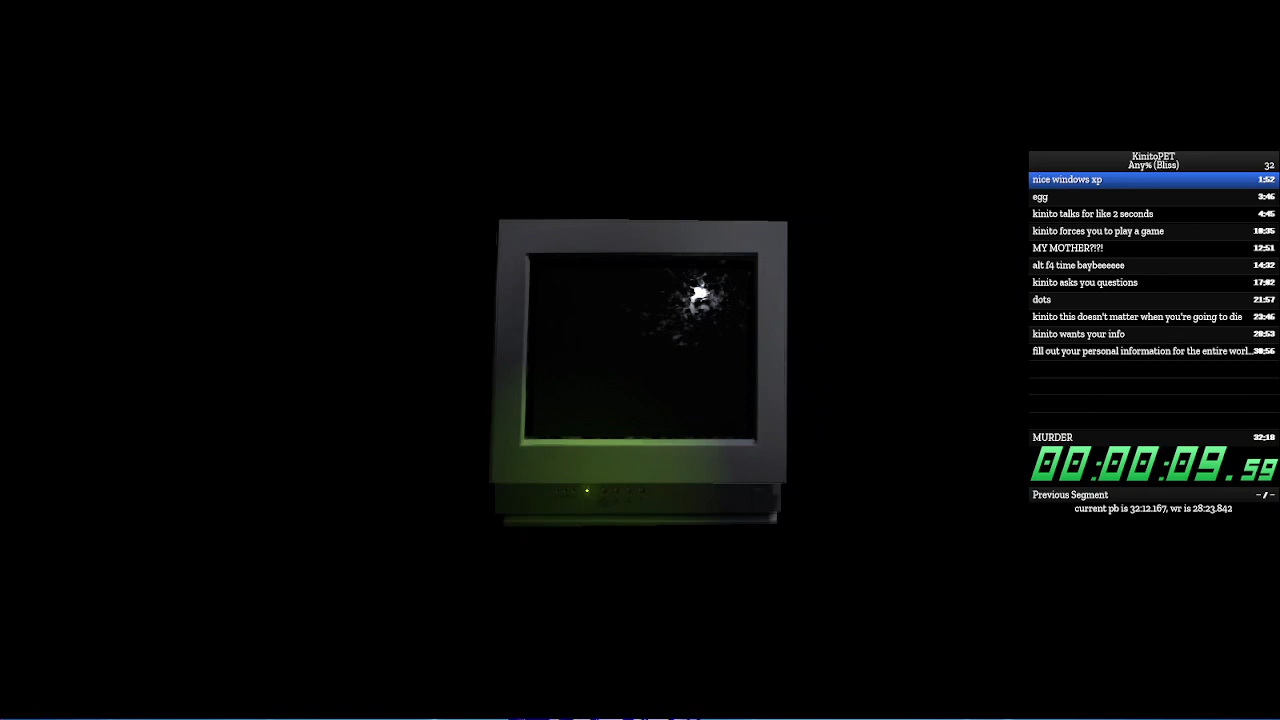 KinitoPET
Any% (Bliss) 32
nice windows xp 1:52
egg 3:46
kinito talks for like 2 seconds 4:45
kinito forces you to play a game 10:35
MY MOTHER?!?! 12:51
alt f4 time baybeeeeee 14:32
kinito asks you questions 17:02
dots 21:57
kinito this doesn't matter when you're going to die 23:46
kinito wants your info 28:53
fill out your personal information for the entire worl... 30:56
MURDER 32:18
00:00:09.59
Previous Segment - / -
current pb is 32:12.167, wr is 28:23.842